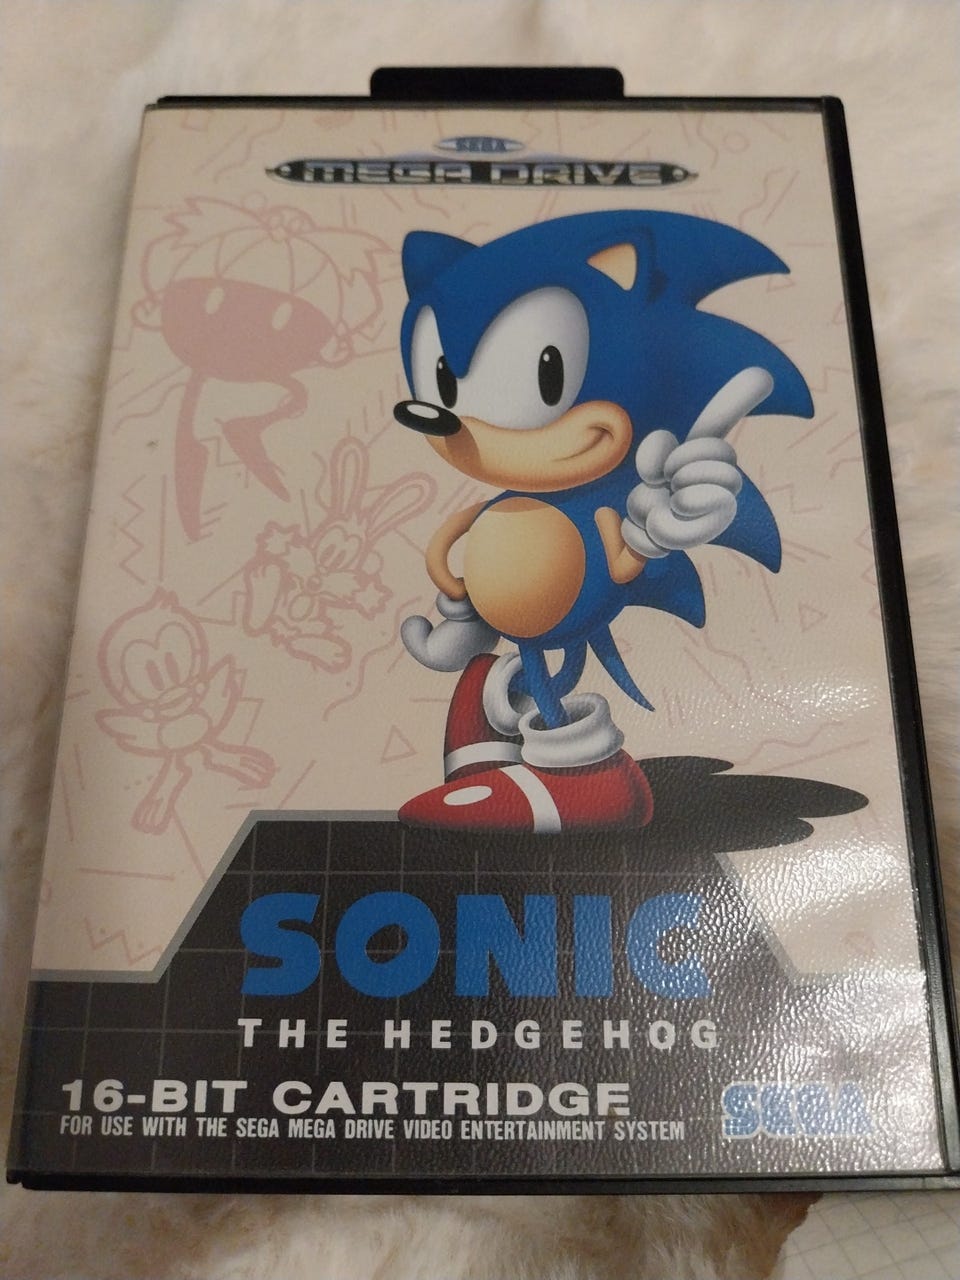 SEGA
MEGA DRIVE
SONIC
THE HEDGEHOG
16-BIT CARTRIDGE
FOR USE WITH THE SEGA MEGA DRIVE VIDEO ENTERTAINMENT SYSTEM
SEGA